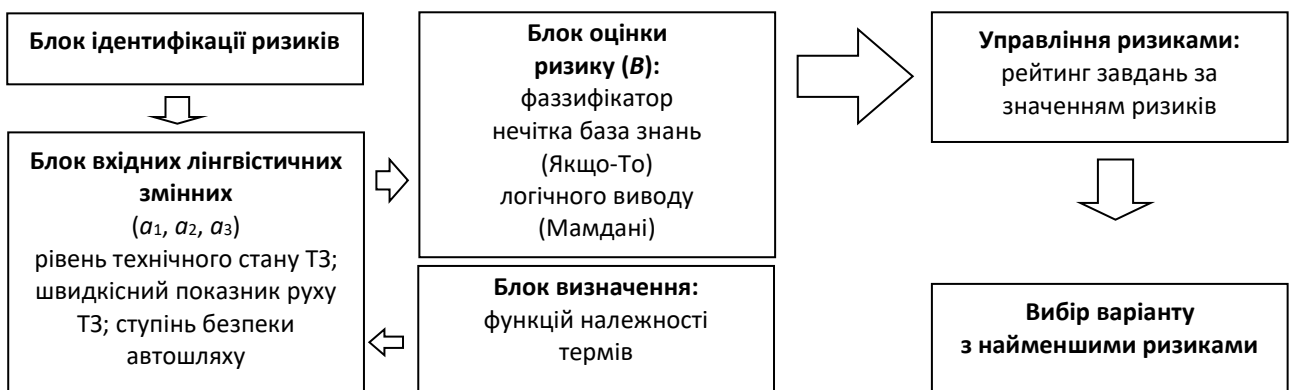 Блок ідентифікації ризиків
Блок вхідних лінгвістичних
змінних
(a₁, a₂, a₃)
рівень технічного стану ТЗ;
швидкісний показник руху
ТЗ; ступінь безпеки
автошляху
Блок оцінки
ризику (B):
фаззифікатор
нечітка база знань
(Якщо-То)
логічного виводу
(Мамдані)
Блок визначення:
функцій належності
термів
Управління ризиками:
рейтинг завдань за
значенням ризиків
Вибір варіанту
з найменшими ризиками